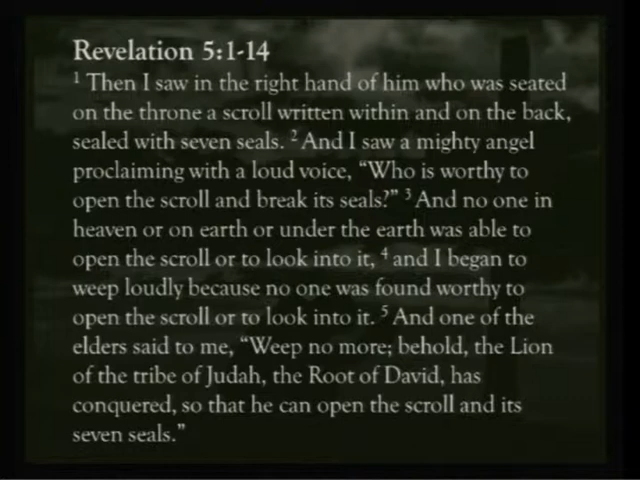 Revelation 5:1-14
1 Then I saw in the right hand of him who was seated
on the throne a scroll written within and on the back,
sealed with seven seals. 2 And I saw a mighty angel
proclaiming with a loud voice, “Who is worthy to
open the scroll and break its seals?” 3 And no one in
heaven or on earth or under the earth was able to
open the scroll or to look into it, 4 and I began to
weep loudly because no one was found worthy to
open the scroll or to look into it. 5 And one of the
elders said to me, “Weep no more; behold, the Lion
of the tribe of Judah, the Root of David, has
conquered, so that he can open the scroll and its
seven seals.”